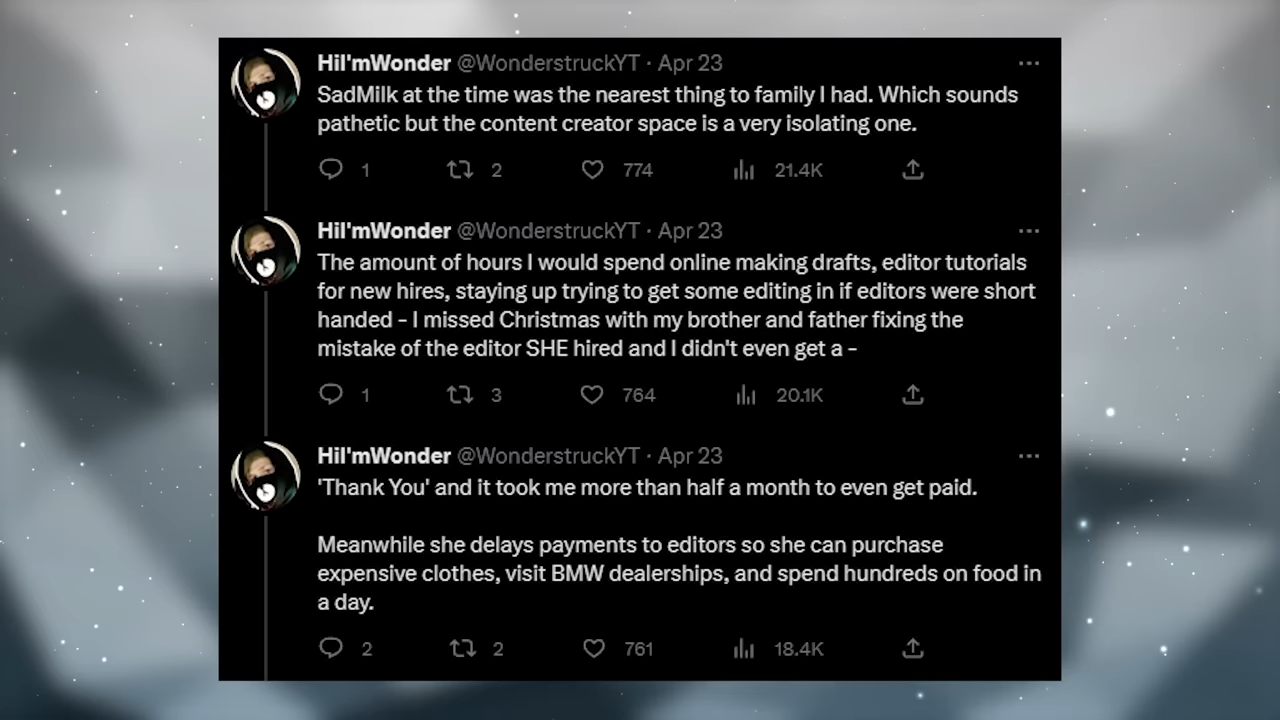 HiI'mWonder @WonderstruckYT · Apr 23
SadMilk at the time was the nearest thing to family I had. Which sounds
pathetic but the content creator space is a very isolating one.
1 2 774 21.4K
HiI'mWonder @WonderstruckYT · Apr 23
The amount of hours I would spend online making drafts, editor tutorials
for new hires, staying up trying to get some editing in if editors were short
handed - I missed Christmas with my brother and father fixing the
mistake of the editor SHE hired and I didn't even get a -
1 3 764 20.1K
HiI'mWonder @WonderstruckYT · Apr 23
'Thank You' and it took me more than half a month to even get paid.
Meanwhile she delays payments to editors so she can purchase
expensive clothes, visit BMW dealerships, and spend hundreds on food in
a day.
2 2 761 18.4K